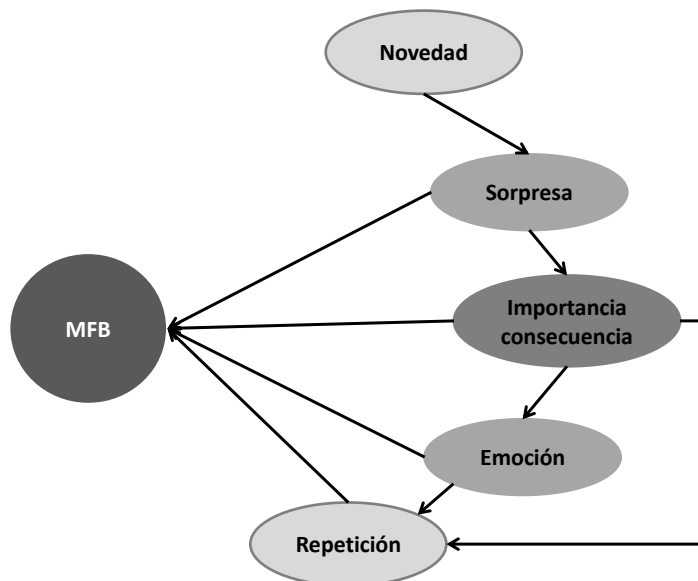 Novedad
Sorpresa
MFB
Importancia
consecuencia
Emoción
Repetición